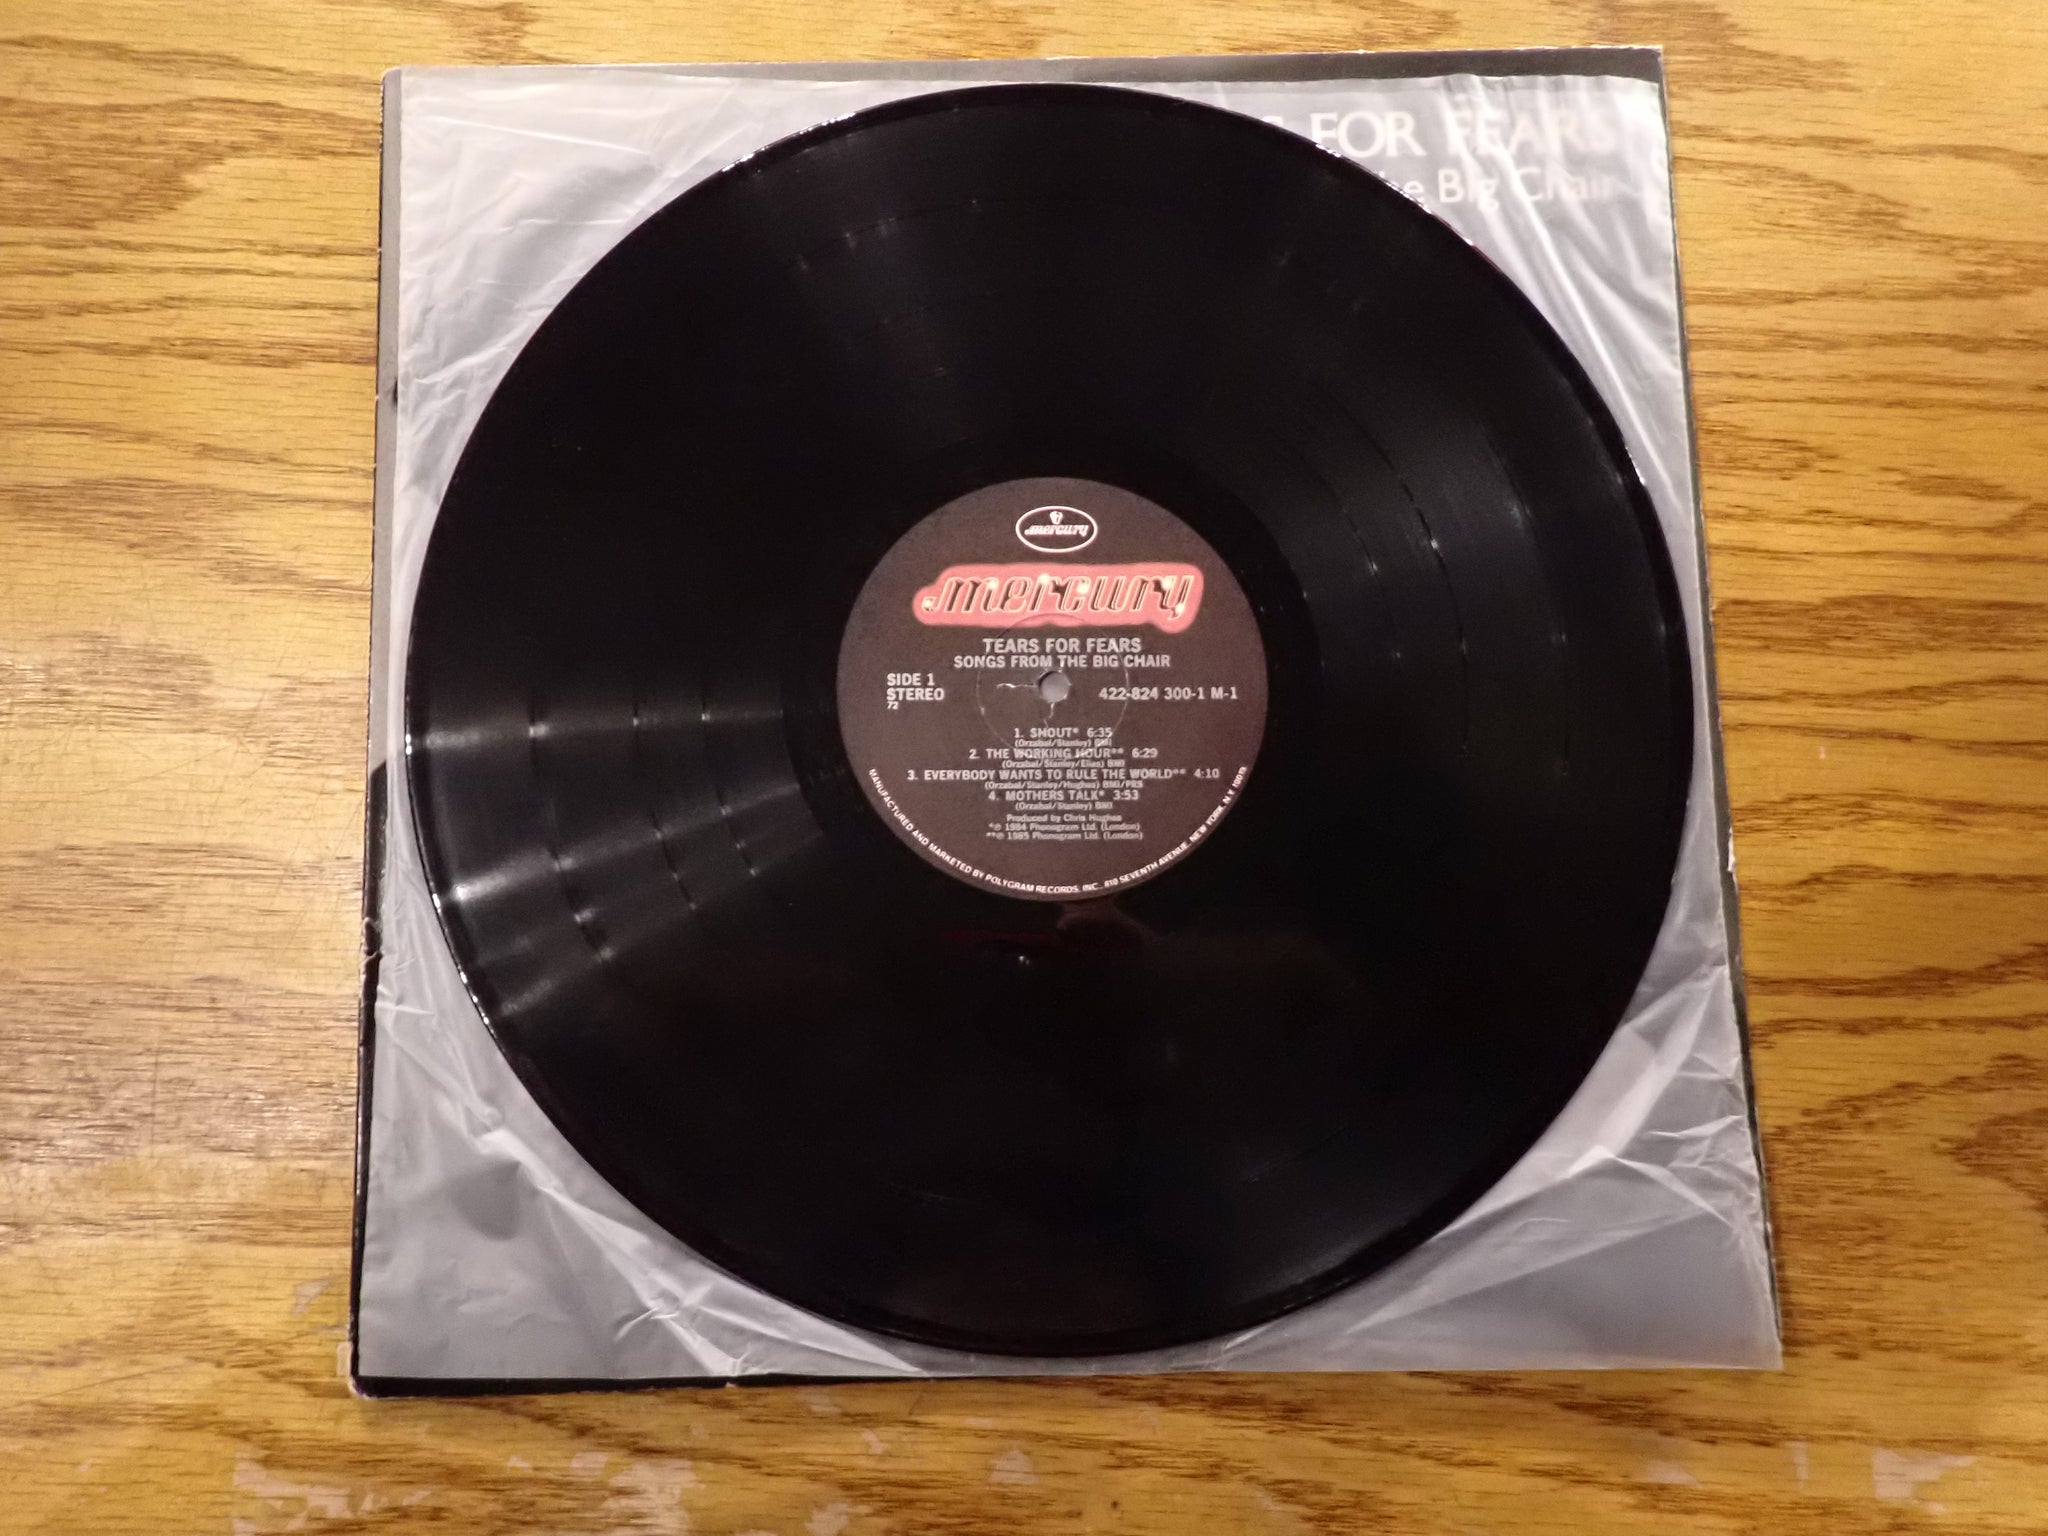 S FOR FEARS
the Big Chair
mercury
mercury
TEARS FOR FEARS
SONGS FROM THE BIG CHAIR
SIDE 1
STEREO 422-824 300-1 M-1
72
1. SHOUT* 6:35
(Orzabal/Stanley) BMI
2. THE WORKING HOUR** 6:29
(Orzabal/Stanley/Elias) BMI
3. EVERYBODY WANTS TO RULE THE WORLD** 4:10
(Orzabal/Stanley/Hughes) BMI/PRS
4. MOTHERS TALK* 3:53
(Orzabal/Stanley) BMI
Produced by Chris Hughes
*℗ 1984 Phonogram Ltd. (London)
**℗ 1985 Phonogram Ltd. (London)
MANUFACTURED AND MARKETED BY POLYGRAM RECORDS, INC., 810 SEVENTH AVENUE, NEW YORK, N.Y. 10019